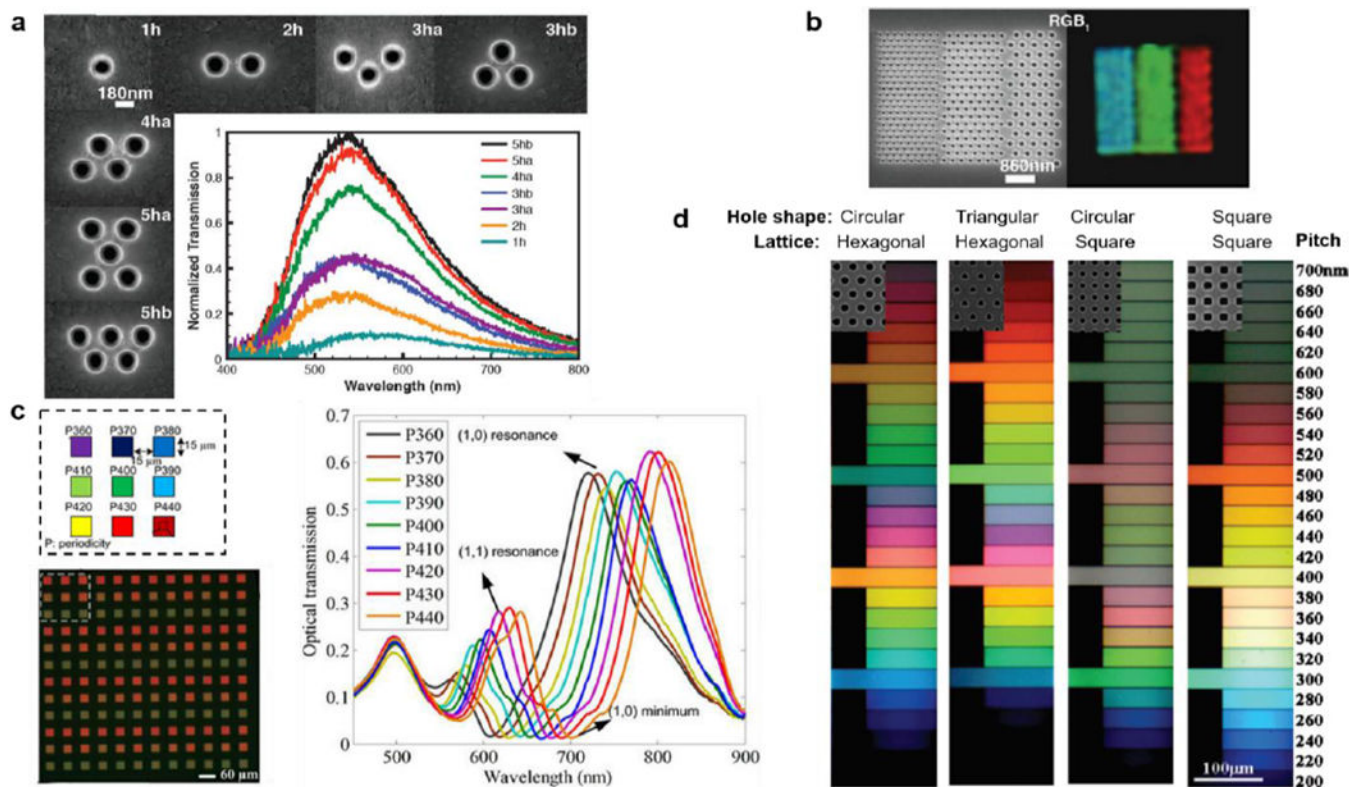 a
1h
2h
3ha
3hb
180nm
4ha
5ha
5hb
Normalized Transmission
1
0.8
0.6
0.4
0.2
0
400
500
600
700
800
Wavelength (nm)
5hb
5ha
4ha
3hb
3ha
2h
1h
b
RGB1
860nm
c
P360 P370 P380
15 µm
15 µm
P410 P400 P390
P420 P430 P440
P: periodicity
60 µm
Optical transmission
0.7
0.6
0.5
0.4
0.3
0.2
0.1
0
500
600
700
800
900
Wavelength (nm)
P360
P370
P380
P390
P400
P410
P420
P430
P440
(1,0) resonance
(1,1) resonance
(1,0) minimum
d
Hole shape: Circular Triangular Circular Square
Lattice: Hexagonal Hexagonal Square Square Pitch
700nm
680
660
640
620
600
580
560
540
520
500
480
460
440
420
400
380
360
340
320
300
280
260
240
220
200
100µm